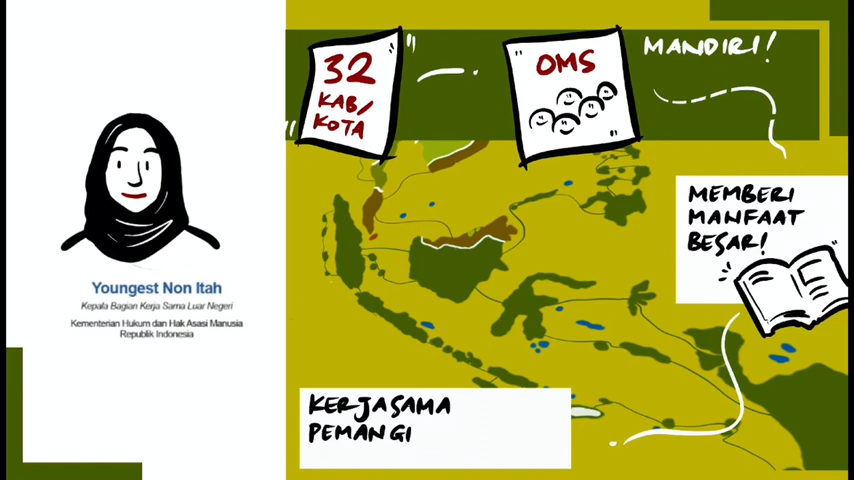 32
KAB/
KOTA
OMS
MANDIRI!
MEMBERI
MANFAAT
BESAR!
Youngest Non Itah
Kepala Bagian Kerja Sama Luar Negeri
Kementerian Hukum dan Hak Asasi Manusia
Republik Indonesia
KERJASAMA
PEMANGI